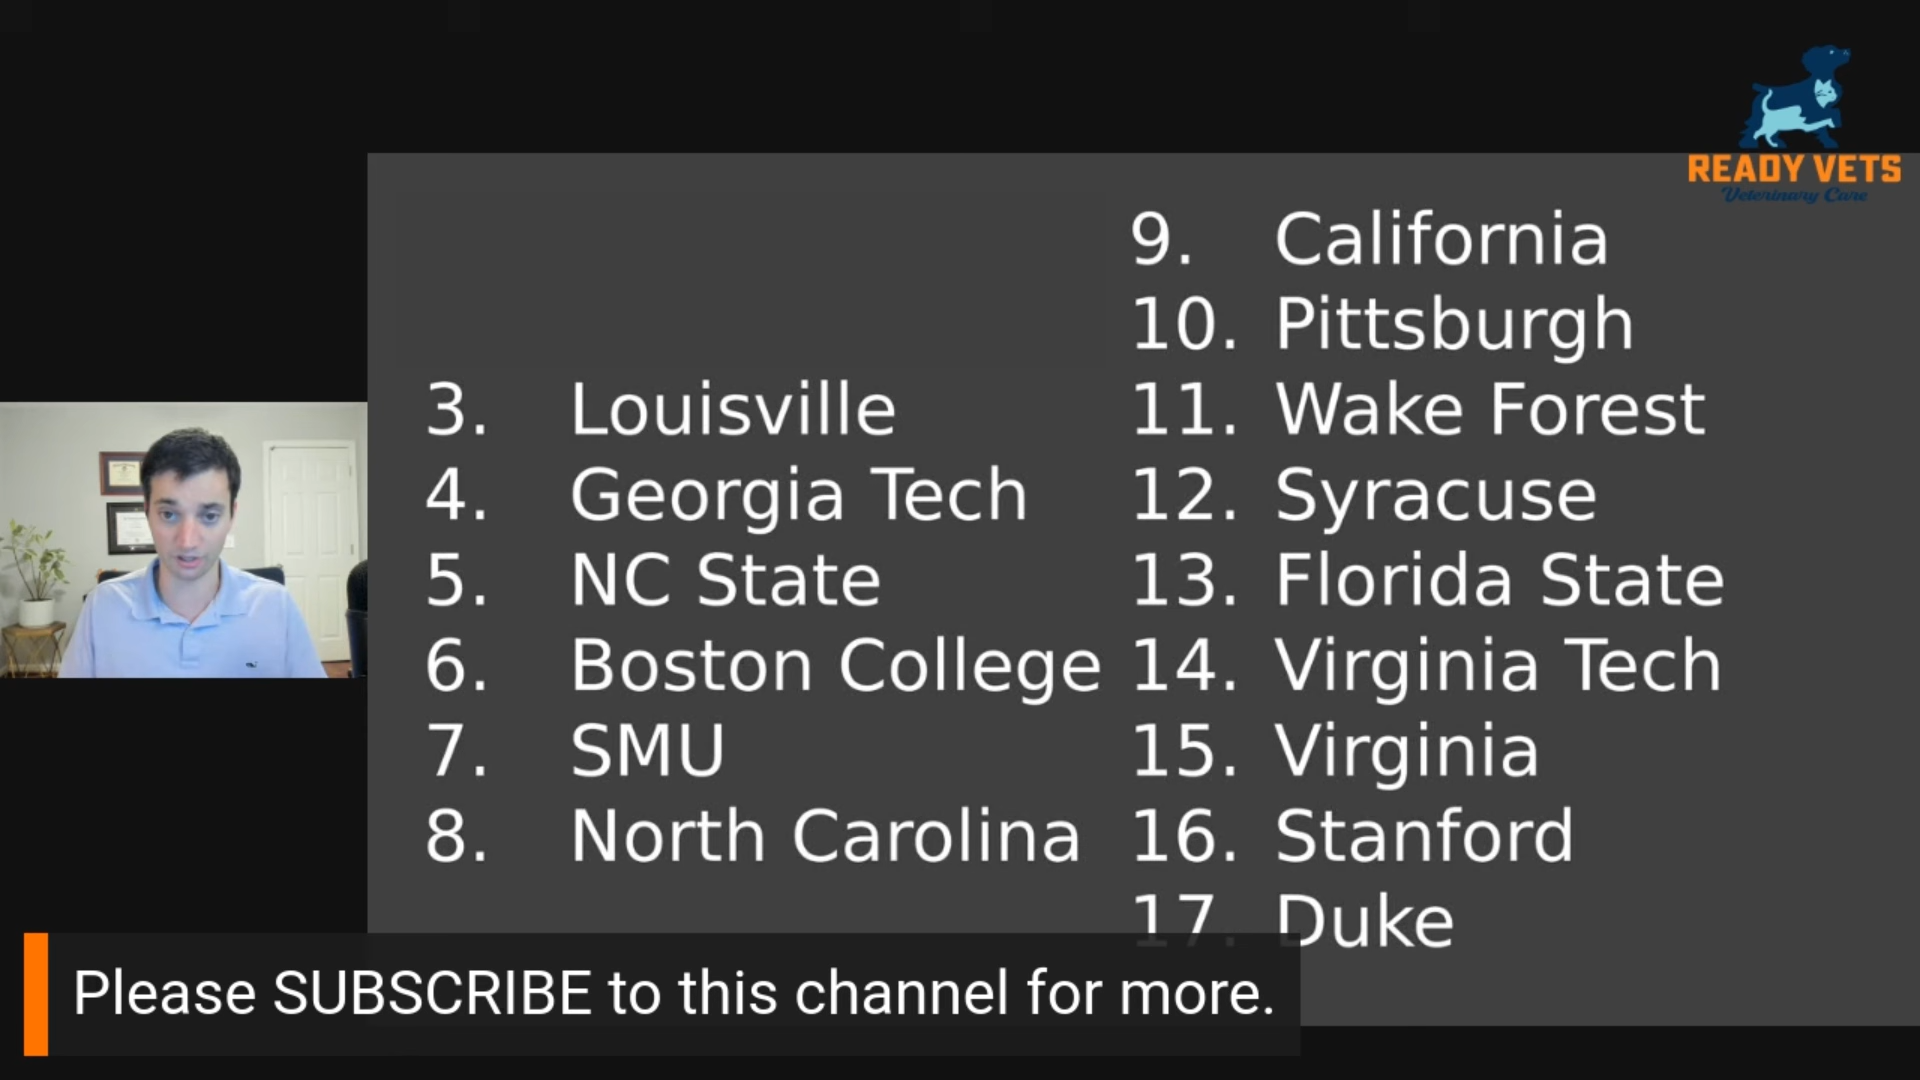 READY VETS
Veterinary Care
3. Louisville
4. Georgia Tech
5. NC State
6. Boston College
7. SMU
8. North Carolina
9. California
10. Pittsburgh
11. Wake Forest
12. Syracuse
13. Florida State
14. Virginia Tech
15. Virginia
16. Stanford
17. Duke
Please SUBSCRIBE to this channel for more.